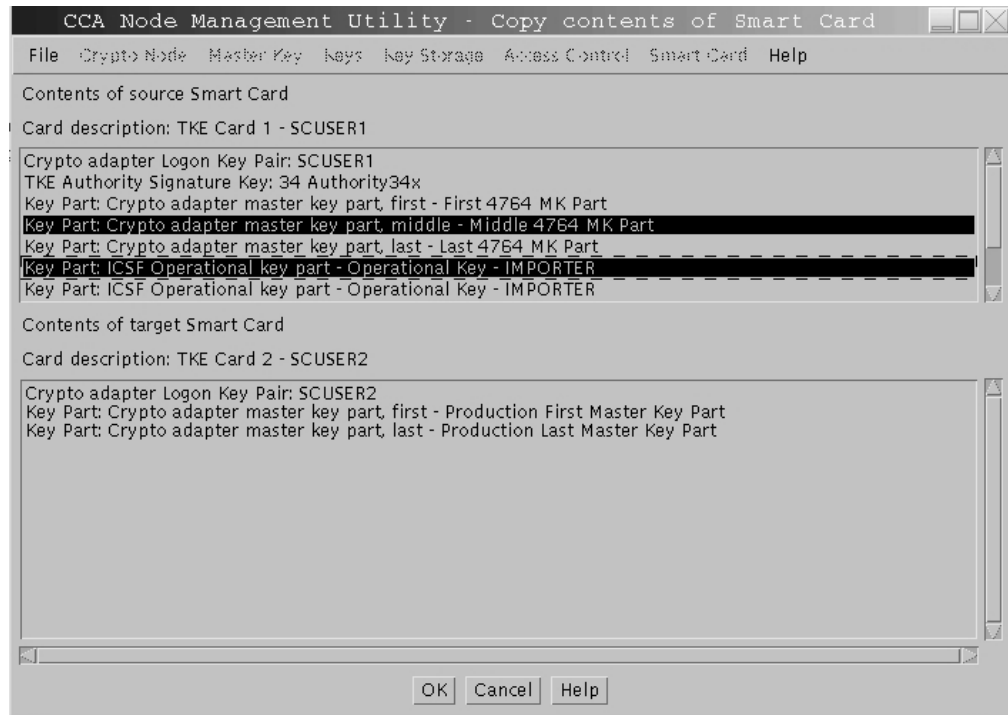 CCA Node Management Utility - Copy contents of Smart Card
File Crypto Node Master Key Keys Key Storage Access Control Smart Card Help
Contents of source Smart Card
Card description: TKE Card 1 - SCUSER1
Crypto adapter Logon Key Pair: SCUSER1
TKE Authority Signature Key: 34 Authority34x
Key Part: Crypto adapter master key part, first - First 4764 MK Part
Key Part: Crypto adapter master key part, middle - Middle 4764 MK Part
Key Part: Crypto adapter master key part, last - Last 4764 MK Part
Key Part: ICSF Operational key part - Operational Key - IMPORTER
Key Part: ICSF Operational key part - Operational Key - IMPORTER
Contents of target Smart Card
Card description: TKE Card 2 - SCUSER2
Crypto adapter Logon Key Pair: SCUSER2
Key Part: Crypto adapter master key part, first - Production First Master Key Part
Key Part: Crypto adapter master key part, last - Production Last Master Key Part
OK Cancel Help